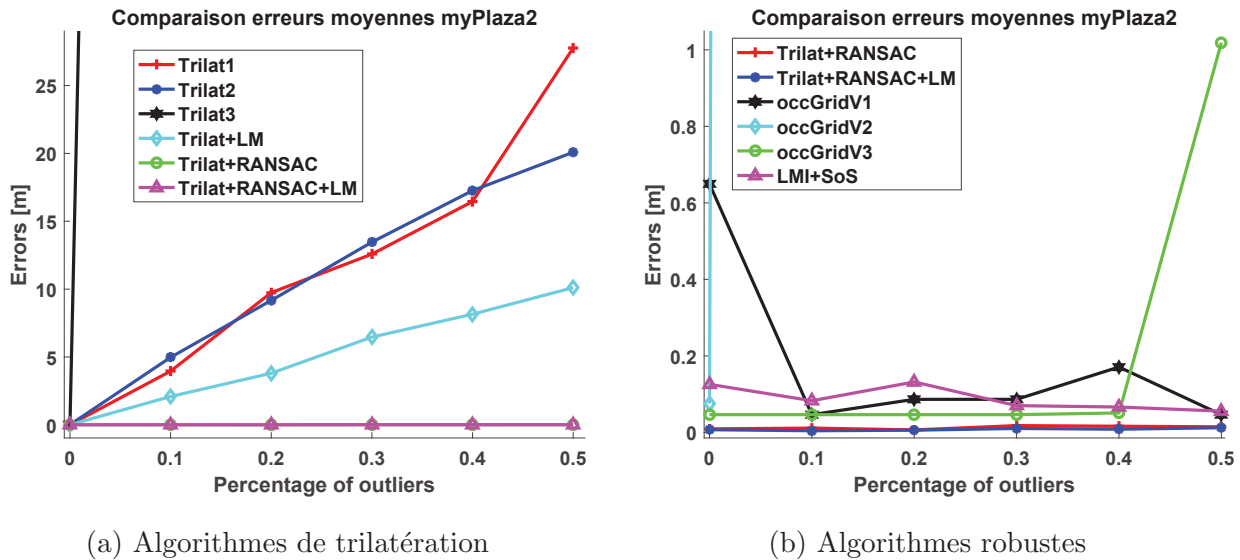 Comparaison erreurs moyennes myPlaza2
Trilat1
Trilat2
Trilat3
Trilat+LM
Trilat+RANSAC
Trilat+RANSAC+LM
Errors [m]
25
20
15
10
5
0
0 0.1 0.2 0.3 0.4 0.5
Percentage of outliers
(a) Algorithmes de trilatération
Comparaison erreurs moyennes myPlaza2
Trilat+RANSAC
Trilat+RANSAC+LM
occGridV1
occGridV2
occGridV3
LMI+SoS
Errors [m]
1
0.8
0.6
0.4
0.2
0
0 0.1 0.2 0.3 0.4 0.5
Percentage of outliers
(b) Algorithmes robustes